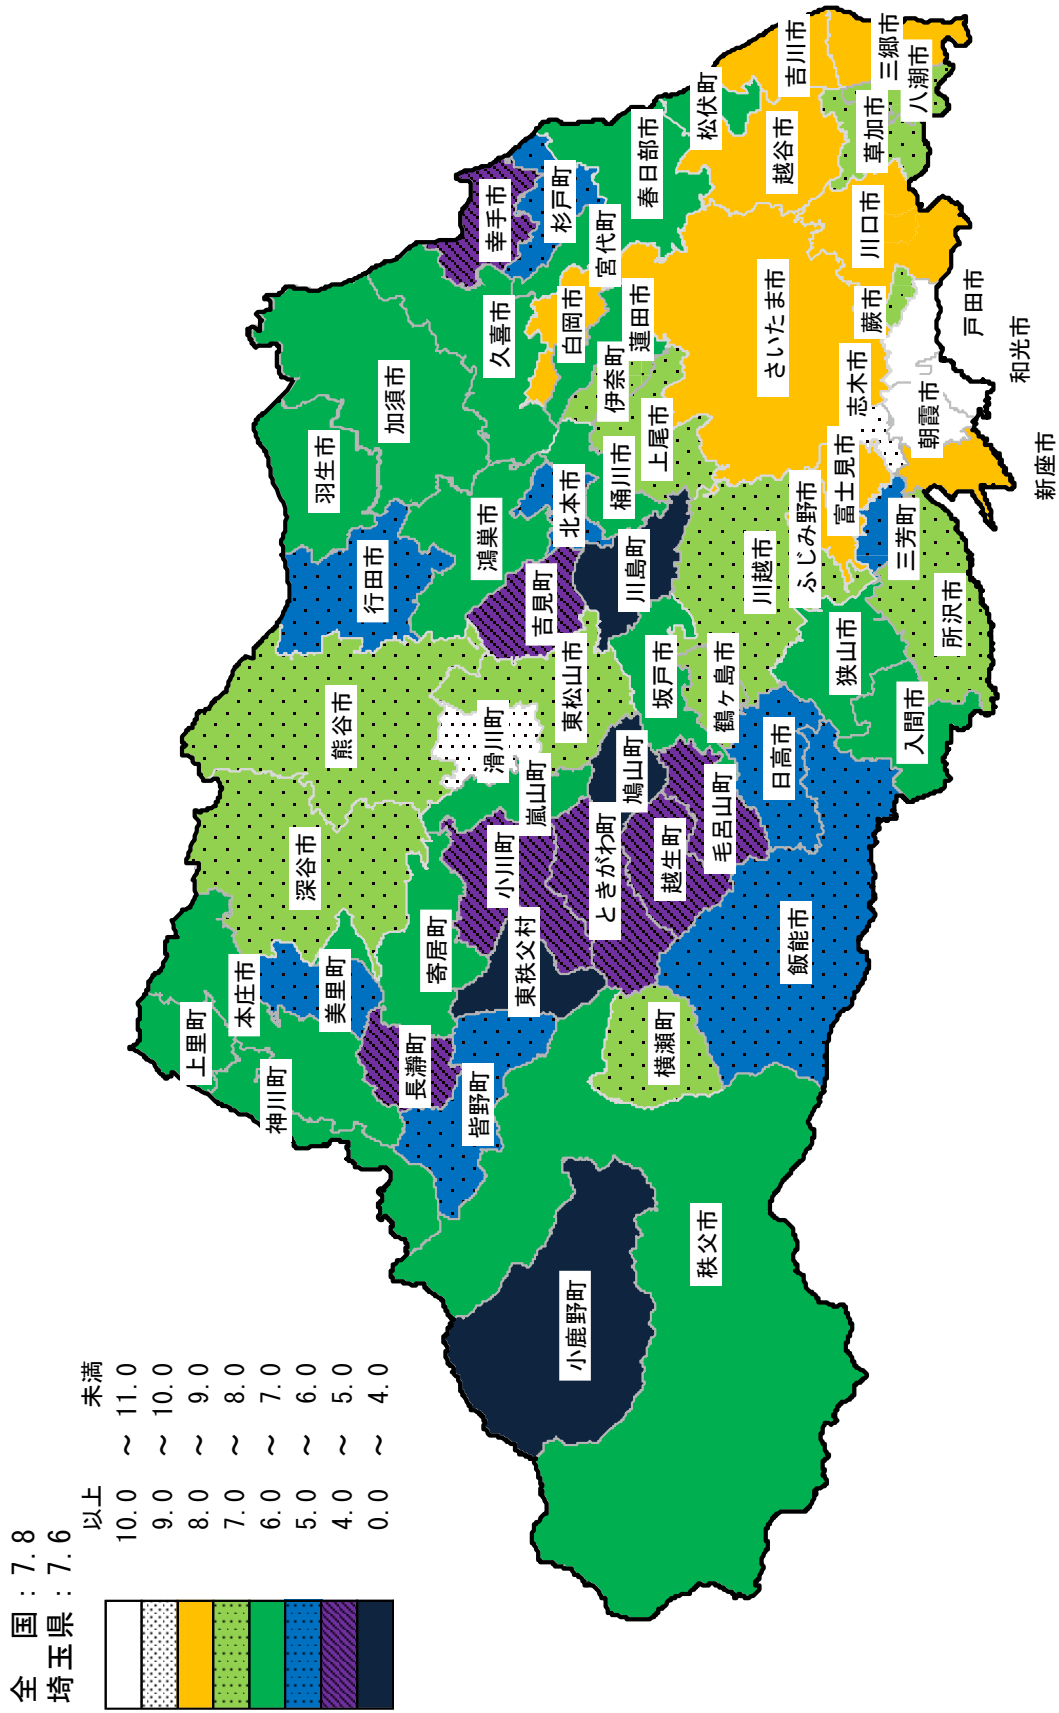 全　国：7.8
埼玉県：7.6
以上　未満
10.0 ～ 11.0
9.0 ～ 10.0
8.0 ～ 9.0
7.0 ～ 8.0
6.0 ～ 7.0
5.0 ～ 6.0
4.0 ～ 5.0
0.0 ～ 4.0
上里町
本庄市
神川町
美里町
深谷市
熊谷市
行田市
羽生市
加須市
長瀞町
寄居町
皆野町
小川町
嵐山町
滑川町
吉見町
鴻巣市
久喜市
幸手市
東秩父村
東松山市
北本市
白岡市
杉戸町
宮代町
小鹿野町
ときがわ町
鳩山町
川島町
桶川市
伊奈町
蓮田市
春日部市
松伏町
秩父市
横瀬町
越生町
毛呂山町
坂戸市
鶴ヶ島市
上尾市
川越市
さいたま市
越谷市
吉川市
飯能市
日高市
狭山市
ふじみ野市
富士見市
志木市
蕨市
川口市
草加市
三郷市
八潮市
入間市
所沢市
三芳町
朝霞市
戸田市
和光市
新座市